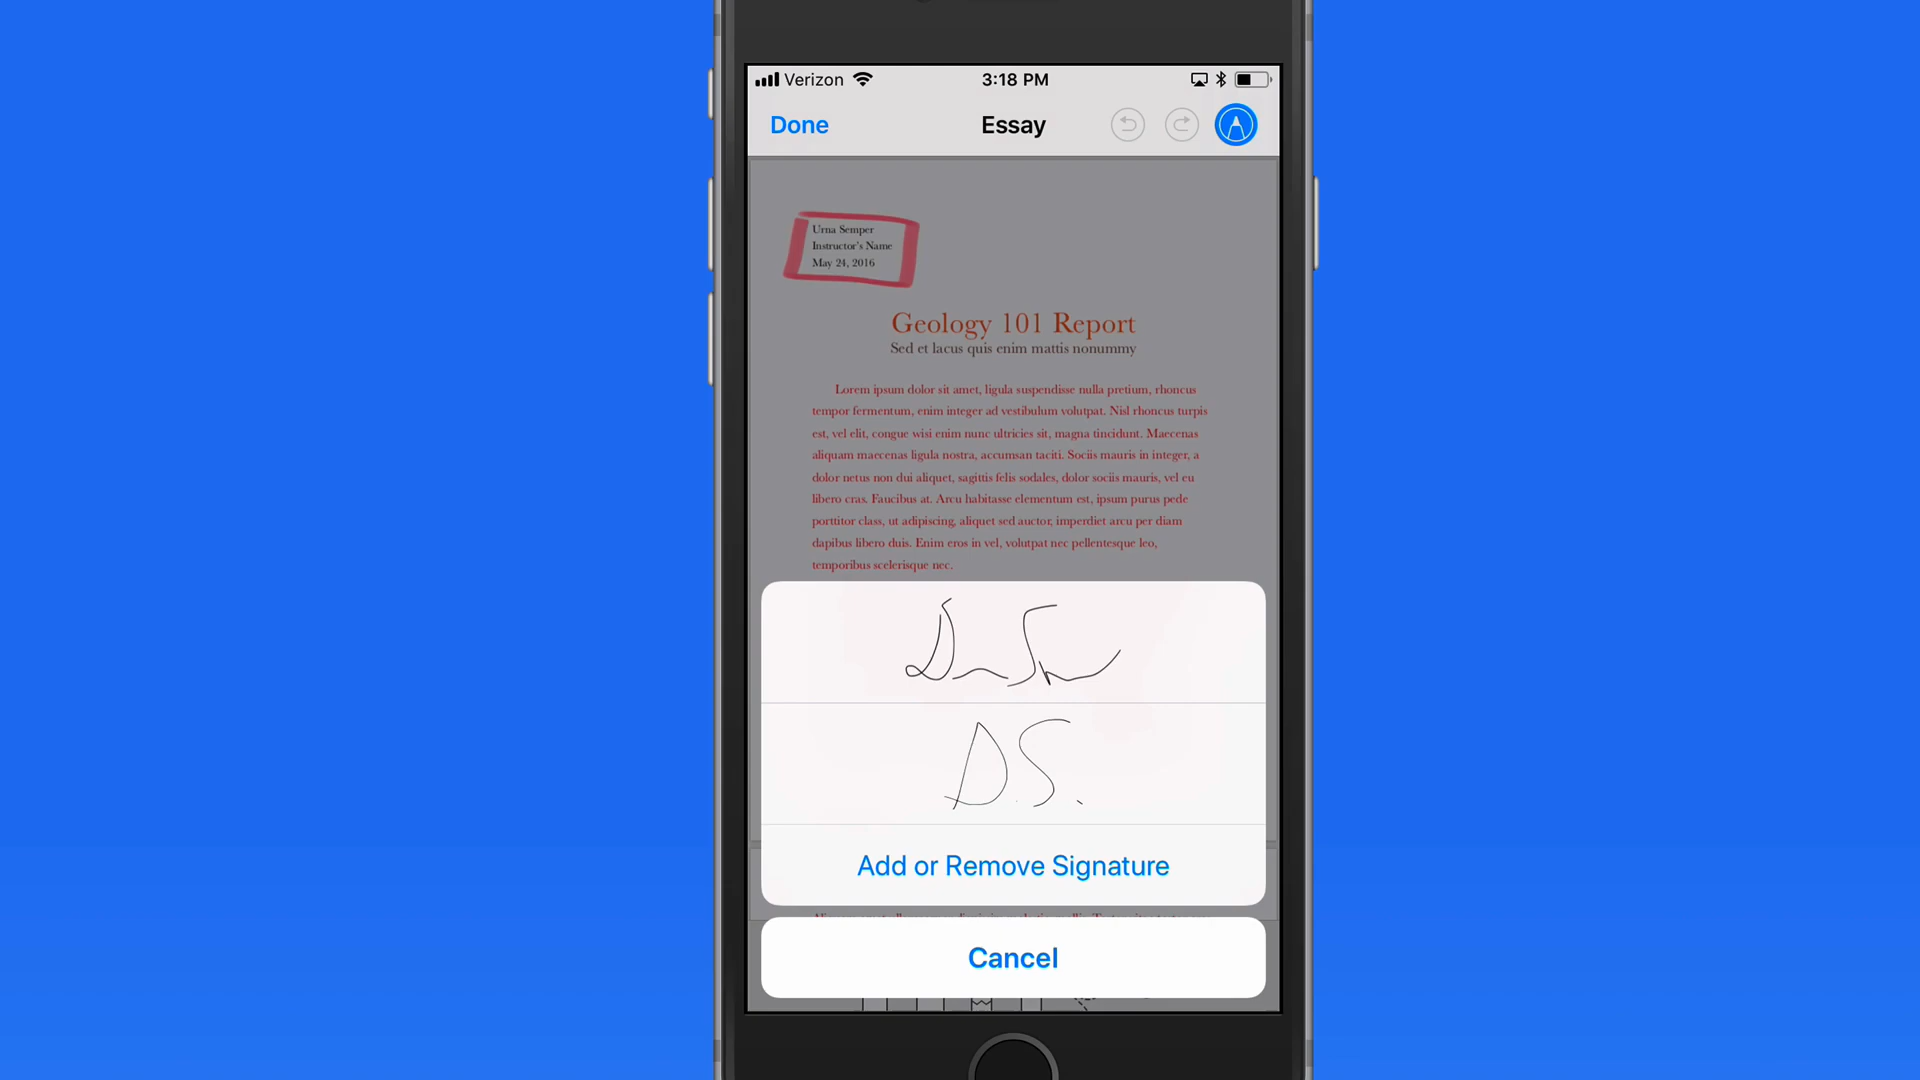 Verizon 3:18 PM
Done Essay
Urna Semper
Instructor's Name
May 24, 2016
Geology 101 Report
Sed et lacus quis enim mattis nonummy
Lorem ipsum dolor sit amet, ligula suspendisse nulla pretium, rhoncus
tempor fermentum, enim integer ad vestibulum volutpat. Nisl rhoncus turpis
est, vel elit, congue wisi enim nunc ultricies sit, magna tincidunt. Maecenas
aliquam maecenas ligula nostra, accumsan taciti. Sociis mauris in integer, a
dolor netus non dui aliquet, sagittis felis sodales, dolor sociis mauris, vel eu
libero cras. Faucibus at. Arcu habitasse elementum est, ipsum purus pede
porttitor class, ut adipiscing, aliquet sed auctor, imperdiet arcu per diam
dapibus libero duis. Enim eros in vel, volutpat nec pellentesque leo,
temporibus scelerisque nec.
D.S.
Add or Remove Signature
Cancel